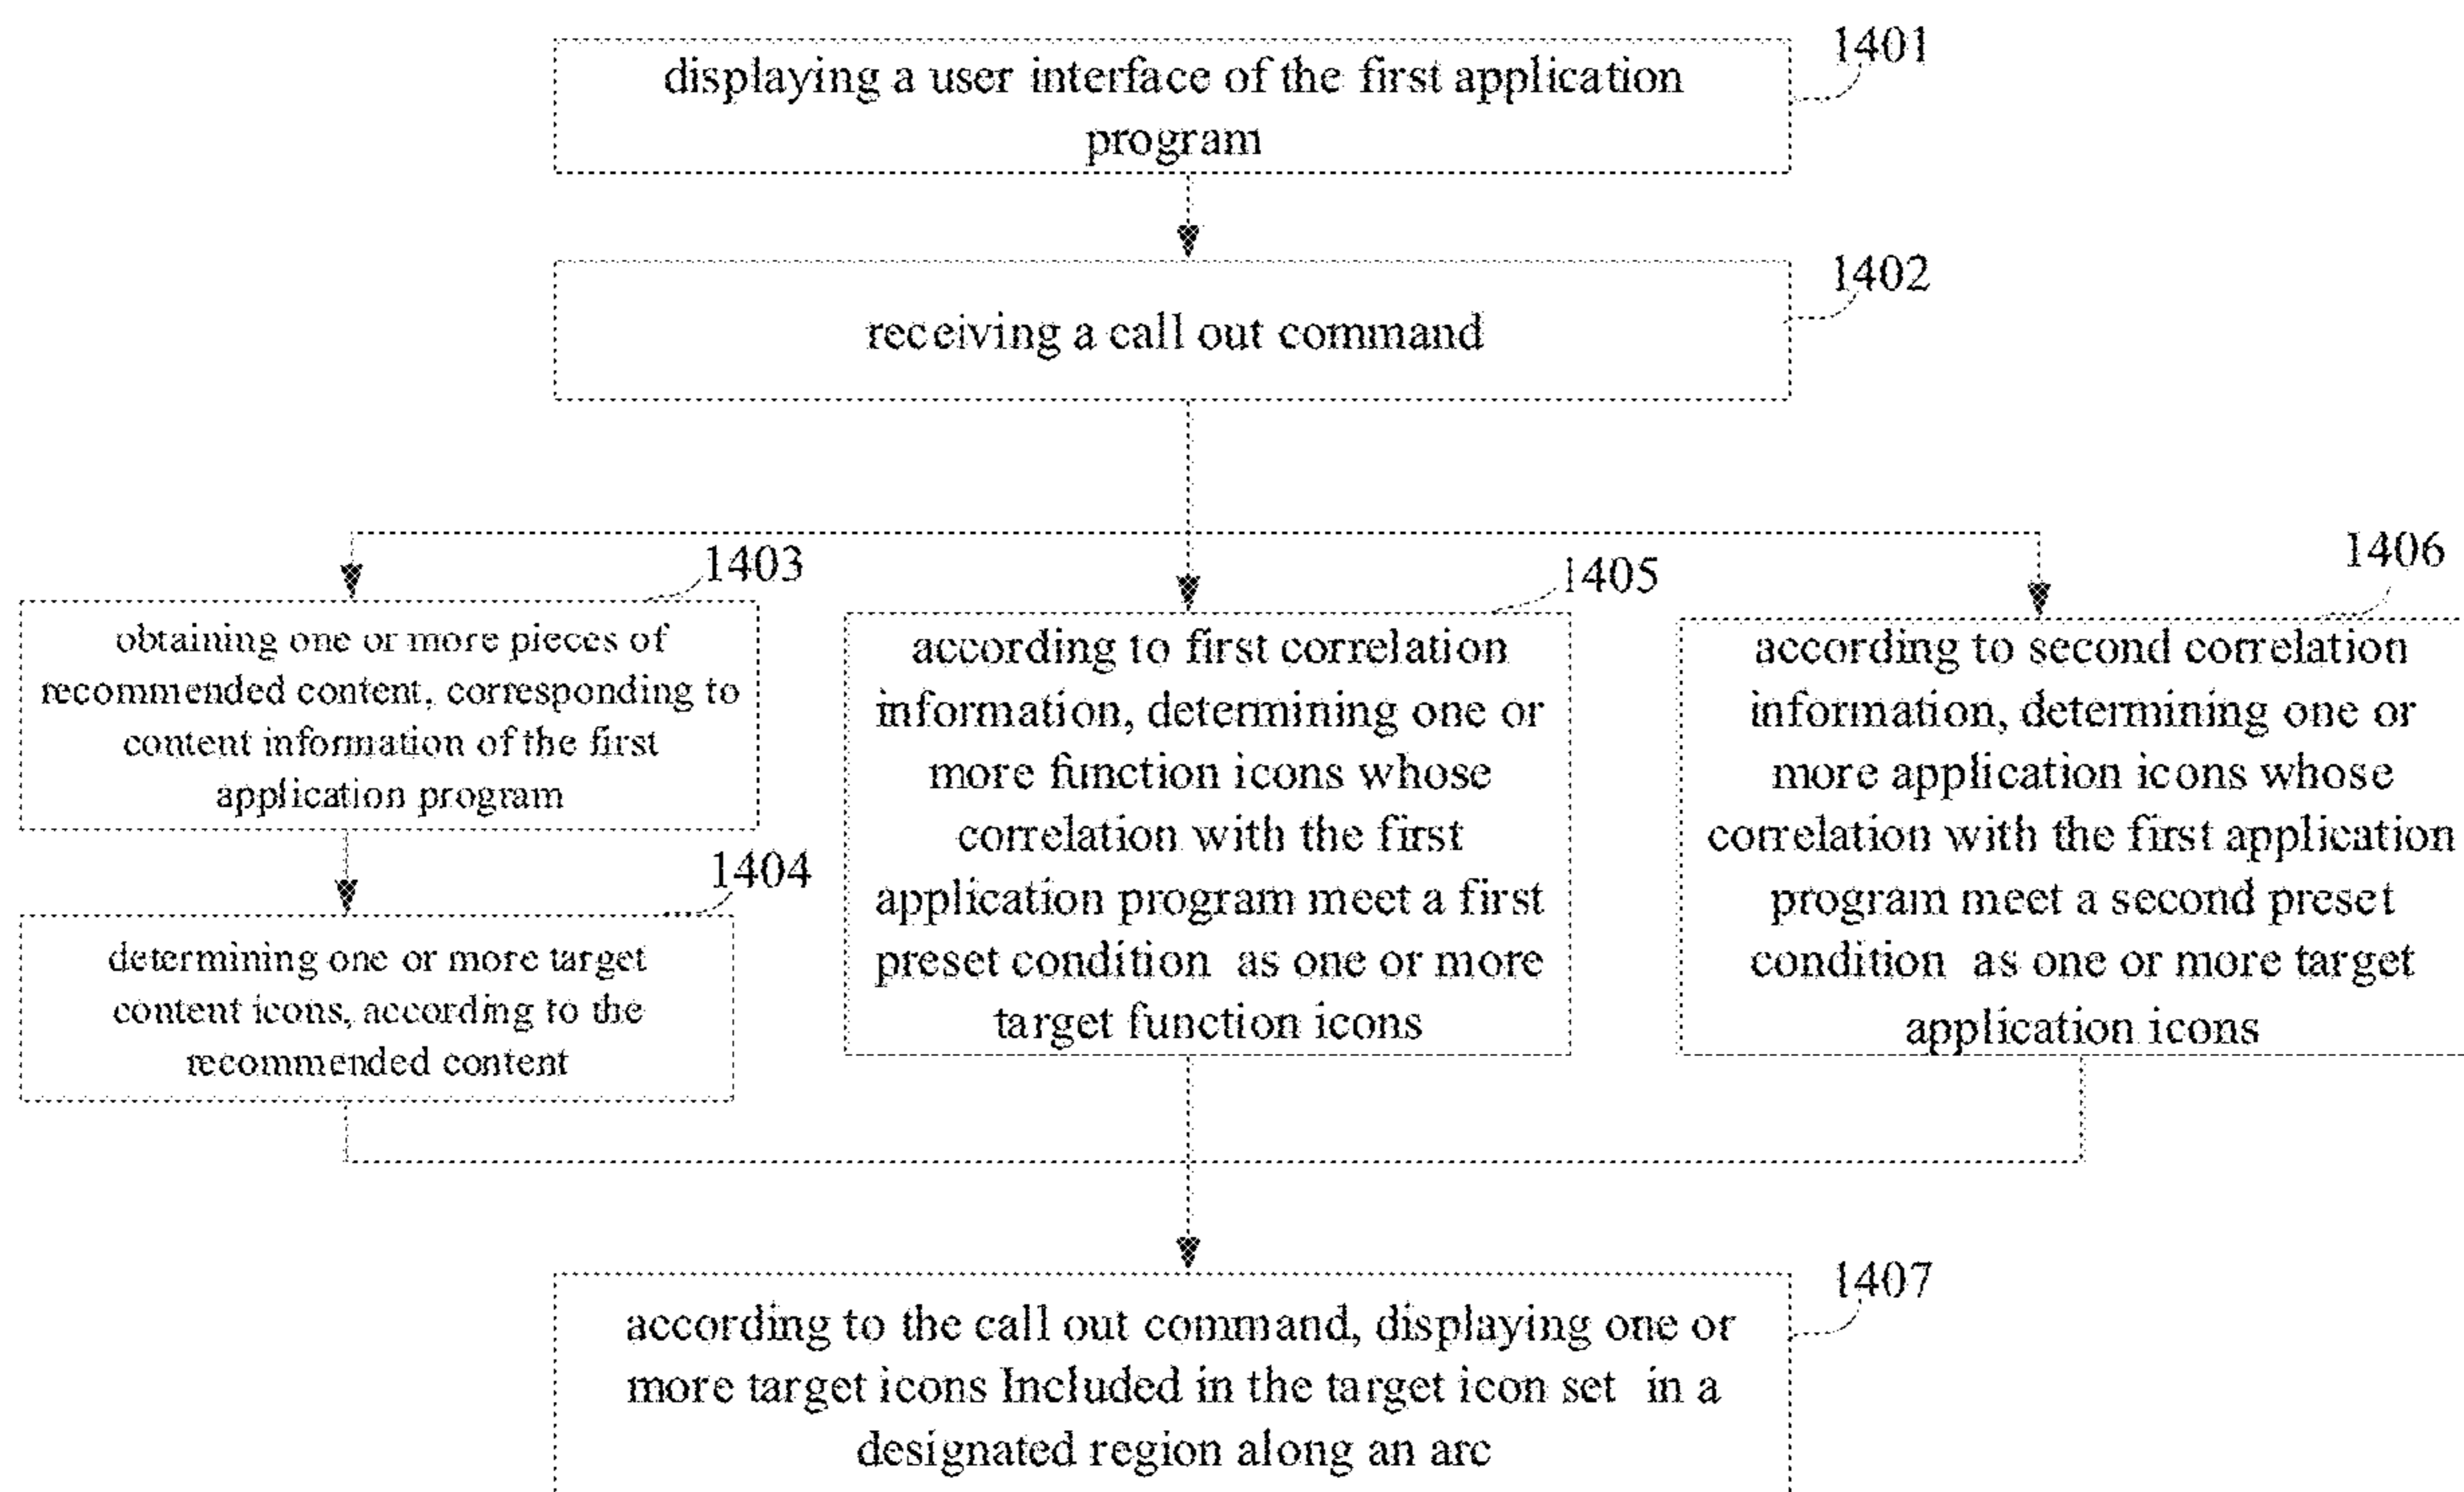 1401
displaying a user interface of the first application
program
1402
receiving a call out command
1403
obtaining one or more pieces of
recommended content, corresponding to
content information of the first
application program
1404
determining one or more target
content icons, according to the
recommended content
1405
according to first correlation
information, determining one or
more function icons whose
correlation with the first
application program meet a first
preset condition as one or more
target function icons
1406
according to second correlation
information, determining one or
more application icons whose
correlation with the first application
program meet a second preset
condition as one or more target
application icons
1407
according to the call out command, displaying one or
more target icons Included in the target icon set in a
designated region along an arc